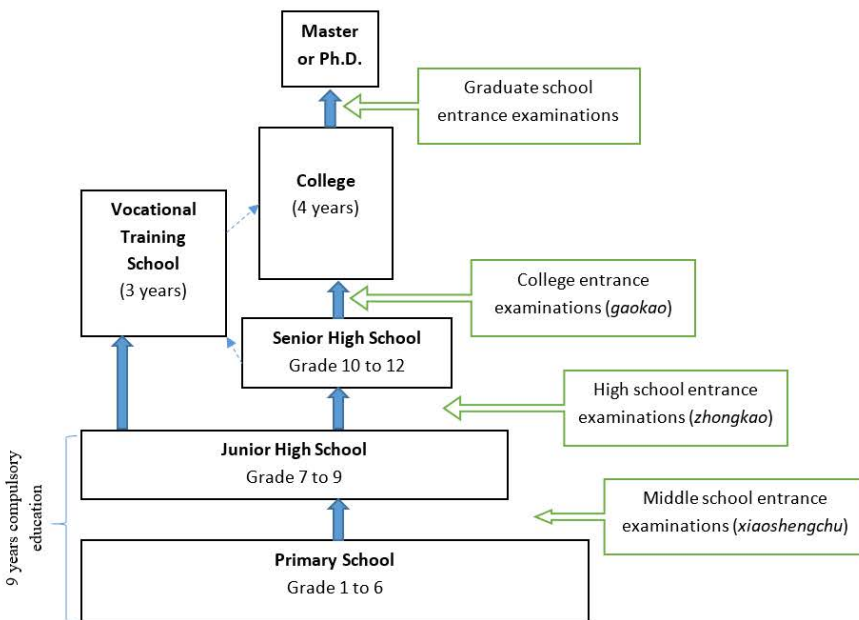 Master
or Ph.D.
Graduate school
entrance examinations
College
(4 years)
Vocational
Training
School
(3 years)
College entrance
examinations (gaokao)
Senior High School
Grade 10 to 12
High school entrance
examinations (zhongkao)
Junior High School
Grade 7 to 9
Middle school entrance
examinations (xiaoshengchu)
9 years compulsory
education
Primary School
Grade 1 to 6